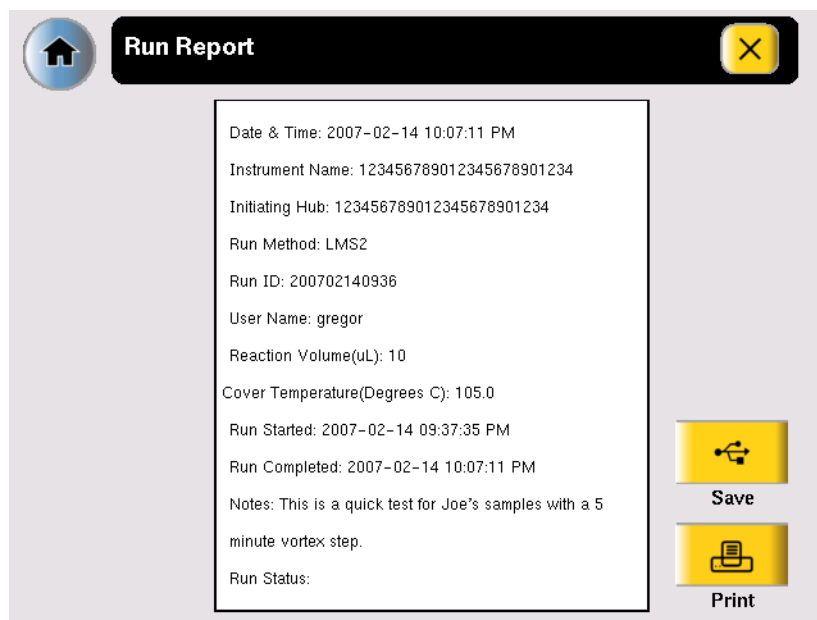 Run Report
Date & Time: 2007-02-14 10:07:11 PM
Instrument Name: 123456789012345678901234
Initiating Hub: 123456789012345678901234
Run Method: LMS2
Run ID: 200702140936
User Name: gregor
Reaction Volume(uL): 10
Cover Temperature(Degrees C): 105.0
Run Started: 2007-02-14 09:37:35 PM
Run Completed: 2007-02-14 10:07:11 PM
Notes: This is a quick test for Joe's samples with a 5
minute vortex step.
Run Status:
Save
Print